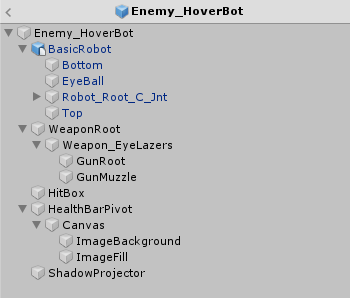 Enemy_HoverBot
Enemy_HoverBot
BasicRobot
Bottom
EyeBall
Robot_Root_C_Jnt
Top
WeaponRoot
Weapon_EyeLazers
GunRoot
GunMuzzle
HitBox
HealthBarPivot
Canvas
ImageBackground
ImageFill
ShadowProjector